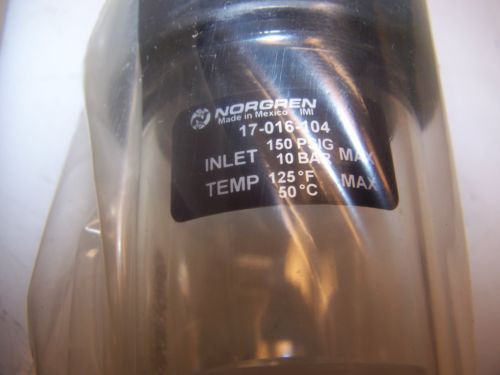 NORGREN
Made in Mexico - IMI
17-016-104
INLET 150 PSIG 10 BAR MAX
TEMP 125°F 50°C MAX